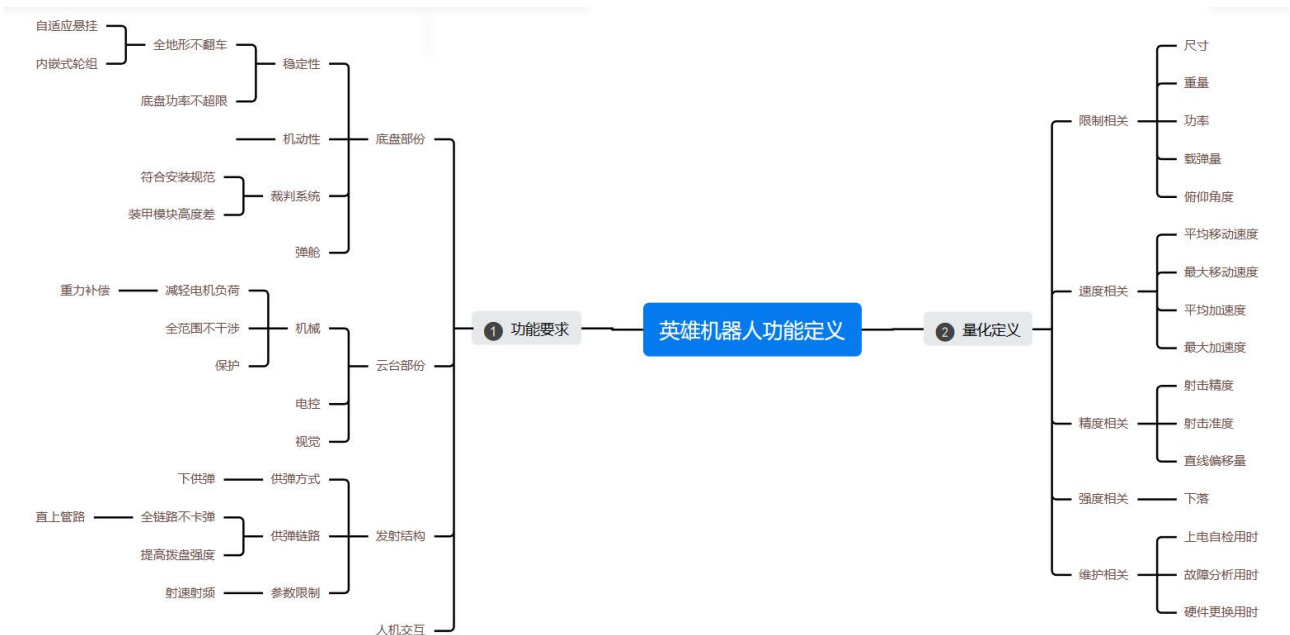 英雄机器人功能定义
1 功能要求
底盘部份
稳定性
全地形不翻车
自适应悬挂
内嵌式轮组
底盘功率不超限
机动性
裁判系统
符合安装规范
装甲模块高度差
弹舱
云台部份
机械
减轻电机负荷
重力补偿
全范围不干涉
保护
电控
视觉
发射结构
供弹方式
下供弹
供弹链路
全链路不卡弹
直上管路
提高拨盘强度
参数限制
射速射频
人机交互
2 量化定义
限制相关
尺寸
重量
功率
载弹量
俯仰角度
速度相关
平均移动速度
最大移动速度
平均加速度
最大加速度
精度相关
射击精度
射击准度
直线偏移量
强度相关
下落
维护相关
上电自检用时
故障分析用时
硬件更换用时